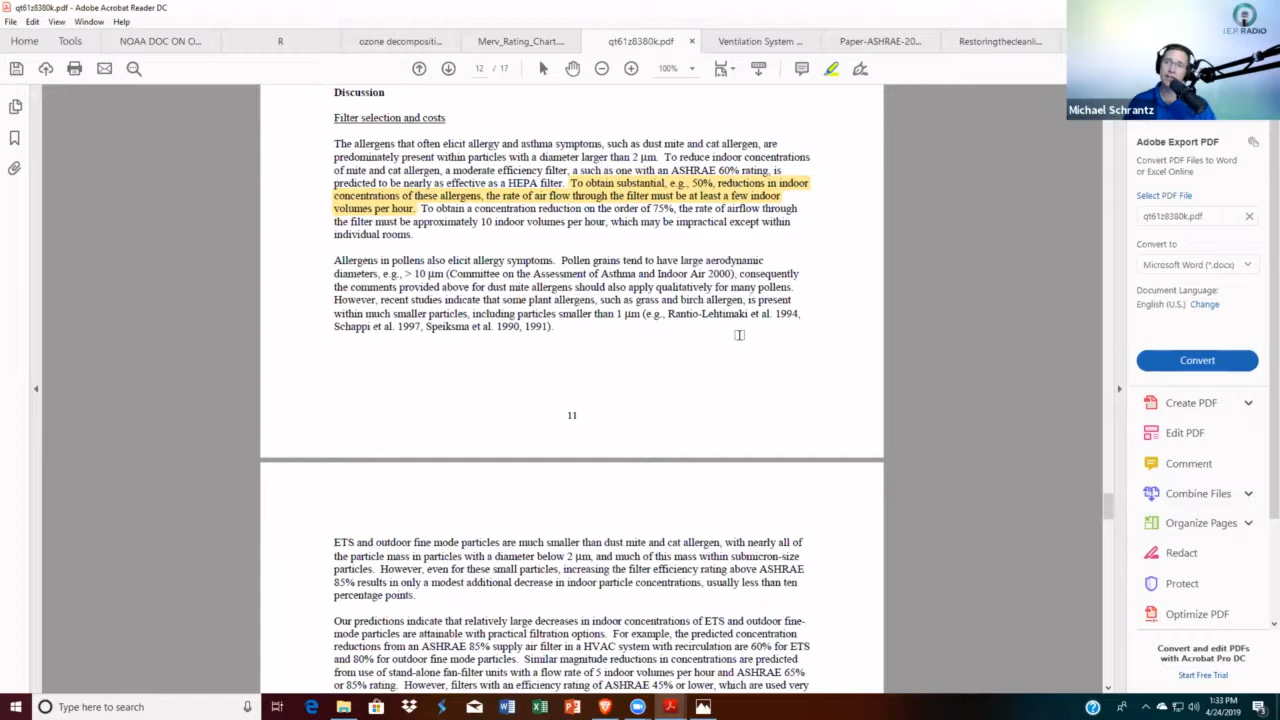 qt61z8380k.pdf - Adobe Acrobat Reader DC
File Edit View Window Help
Home Tools NOAA DOC ON O... R ozone decompositi... Merv_Rating_Chart.... qt61z8380k.pdf × Ventilation System ... Paper-ASHRAE-20... Restoringthecleanli...
12 / 17 100%
I.E.P. RADIO
Michael Schrantz
Discussion
Filter selection and costs
The allergens that often elicit allergy and asthma symptoms, such as dust mite and cat allergen, are
predominately present within particles with a diameter larger than 2 µm. To reduce indoor concentrations
of mite and cat allergen, a moderate efficiency filter, a such as one with an ASHRAE 60% rating, is
predicted to be nearly as effective as a HEPA filter. To obtain substantial, e.g., 50%, reductions in indoor
concentrations of these allergens, the rate of air flow through the filter must be at least a few indoor
volumes per hour. To obtain a concentration reduction on the order of 75%, the rate of airflow through
the filter must be approximately 10 indoor volumes per hour, which may be impractical except within
individual rooms.
Allergens in pollens also elicit allergy symptoms. Pollen grains tend to have large aerodynamic
diameters, e.g., > 10 µm (Committee on the Assessment of Asthma and Indoor Air 2000), consequently
the comments provided above for dust mite allergens should also apply qualitatively for many pollens.
However, recent studies indicate that some plant allergens, such as grass and birch allergen, is present
within much smaller particles, including particles smaller than 1 µm (e.g., Rantio-Lehtimaki et al. 1994,
Schappi et al. 1997, Speiksma et al. 1990, 1991).
11
ETS and outdoor fine mode particles are much smaller than dust mite and cat allergen, with nearly all of
the particle mass in particles with a diameter below 2 µm, and much of this mass within submicron-size
particles. However, even for these small particles, increasing the filter efficiency rating above ASHRAE
85% results in only a modest additional decrease in indoor particle concentrations, usually less than ten
percentage points.
Our predictions indicate that relatively large decreases in indoor concentrations of ETS and outdoor fine-
mode particles are attainable with practical filtration options. For example, the predicted concentration
reductions from an ASHRAE 85% supply air filter in a HVAC system with recirculation are 60% for ETS
and 80% for outdoor fine mode particles. Similar magnitude reductions in concentrations are predicted
from use of stand-alone fan-filter units with a flow rate of 5 indoor volumes per hour and ASHRAE 65%
or 85% rating. However, filters with an efficiency rating of ASHRAE 45% or lower, which are used very
Adobe Export PDF
Convert PDF Files to Word
or Excel Online
Select PDF File
qt61z8380k.pdf
Convert to
Microsoft Word (*.docx)
Document Language:
English (U.S.) Change
Convert
Create PDF
Edit PDF
Comment
Combine Files
Organize Pages
Redact
Protect
Optimize PDF
Convert and edit PDFs
with Acrobat Pro DC
Start Free Trial
Type here to search
1:33 PM
4/24/2019
3